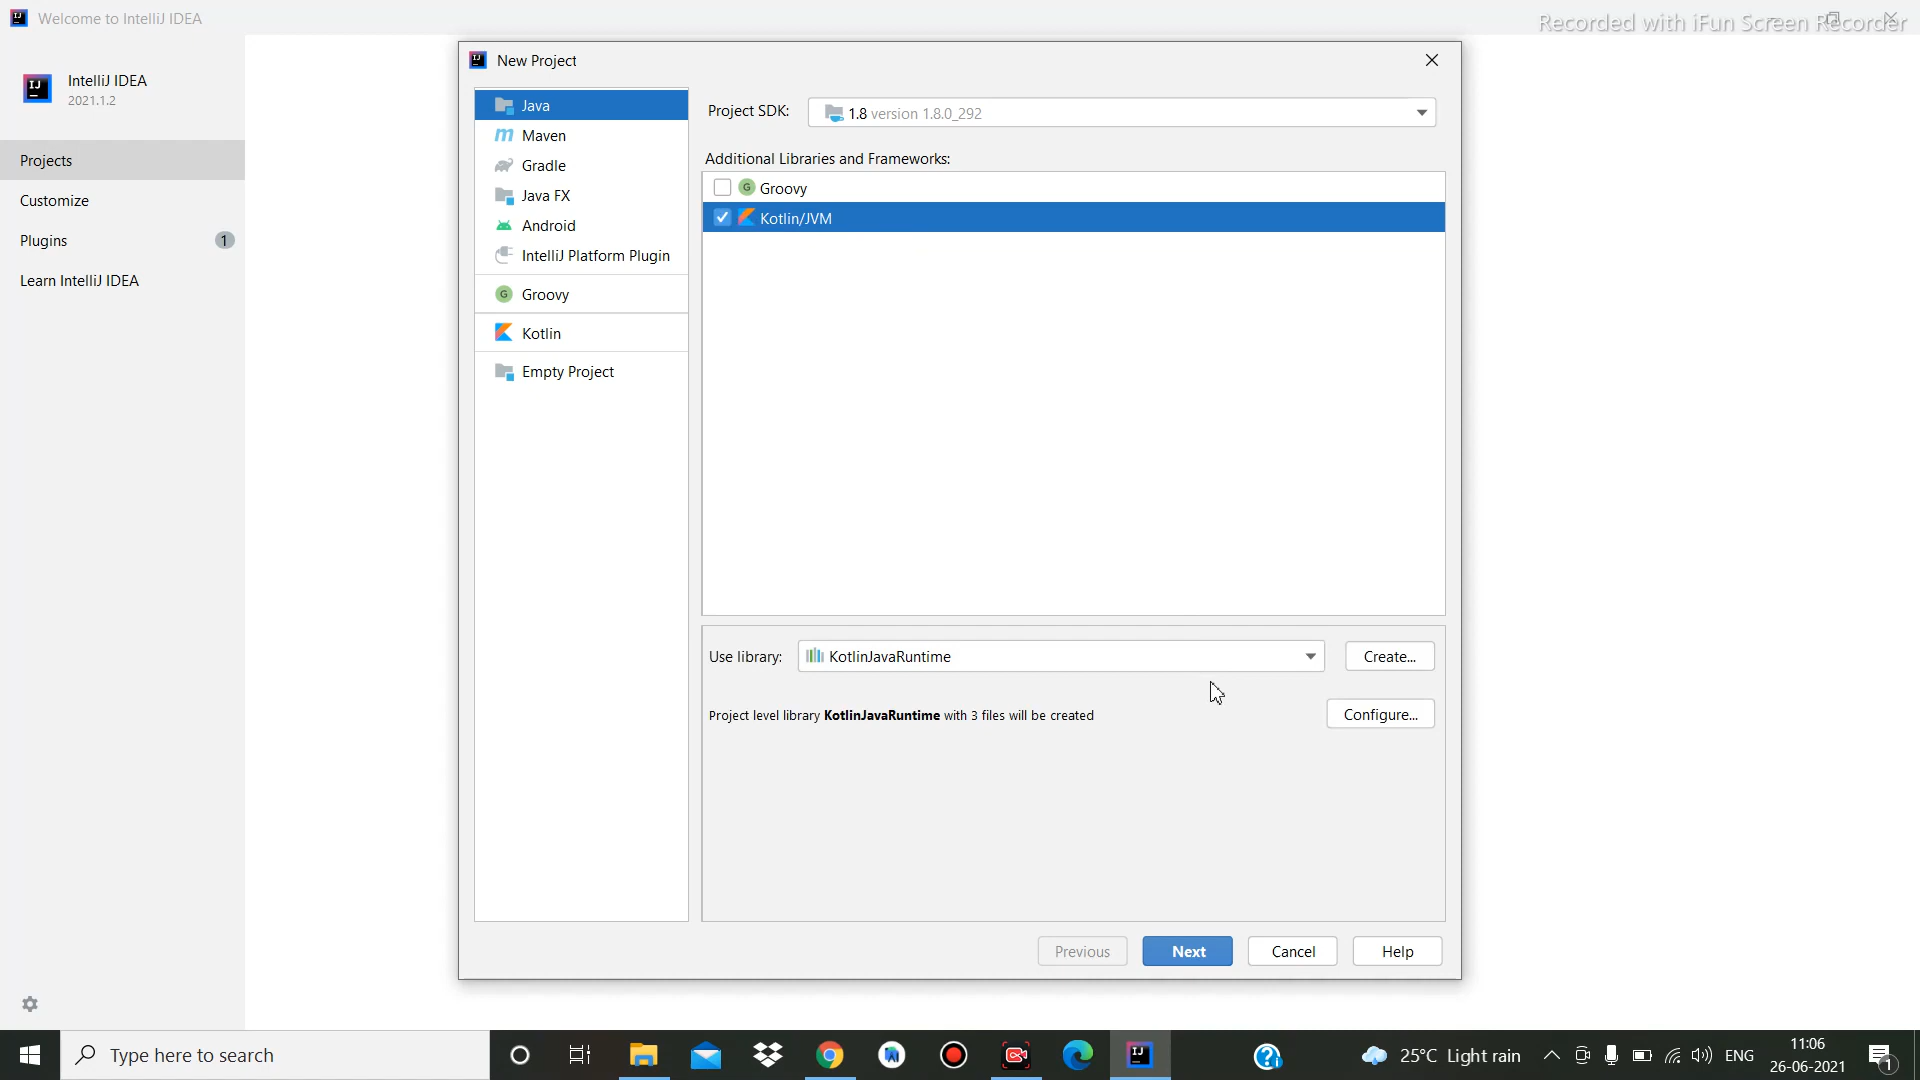 Welcome to IntelliJ IDEA
Recorded with iFun Screen Recorder
IntelliJ IDEA
2021.1.2
Projects
Customize
Plugins 1
Learn IntelliJ IDEA
New Project
Java
Maven
Gradle
Java FX
Android
IntelliJ Platform Plugin
Groovy
Kotlin
Empty Project
Project SDK: 1.8 version 1.8.0_292
Additional Libraries and Frameworks:
Groovy
Kotlin/JVM
Use library: KotlinJavaRuntime Create...
Project level library KotlinJavaRuntime with 3 files will be created Configure...
Previous Next Cancel Help
Type here to search
25°C Light rain
ENG
11:06
26-06-2021
1